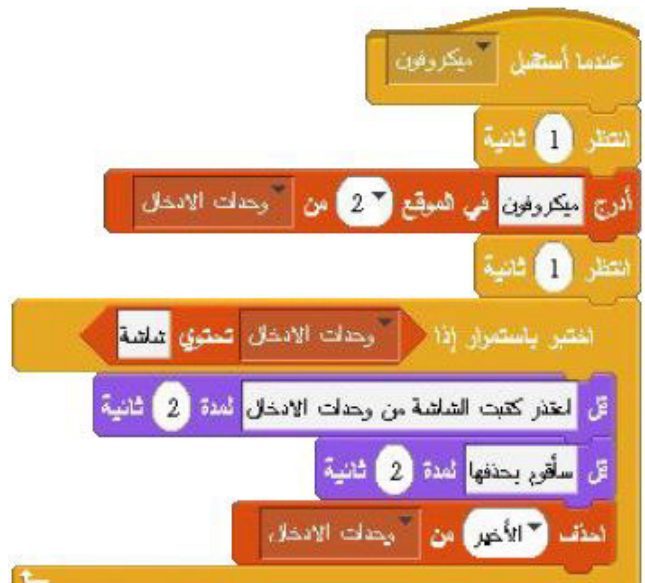 عندما أستقبل ميكروفون
انتظر 1 ثانية
أدرج ميكروفون في الموقع 2 من وحدات الادخال
انتظر 1 ثانية
اختبر باستمرار إذا وحدات الادخال تحتوي شاشة
قل اعتذر كتبت الشاشة من وحدات الادخال لمدة 2 ثانية
قل سأقوم بحذفها لمدة 2 ثانية
احذف الأخير من وحدات الادخال